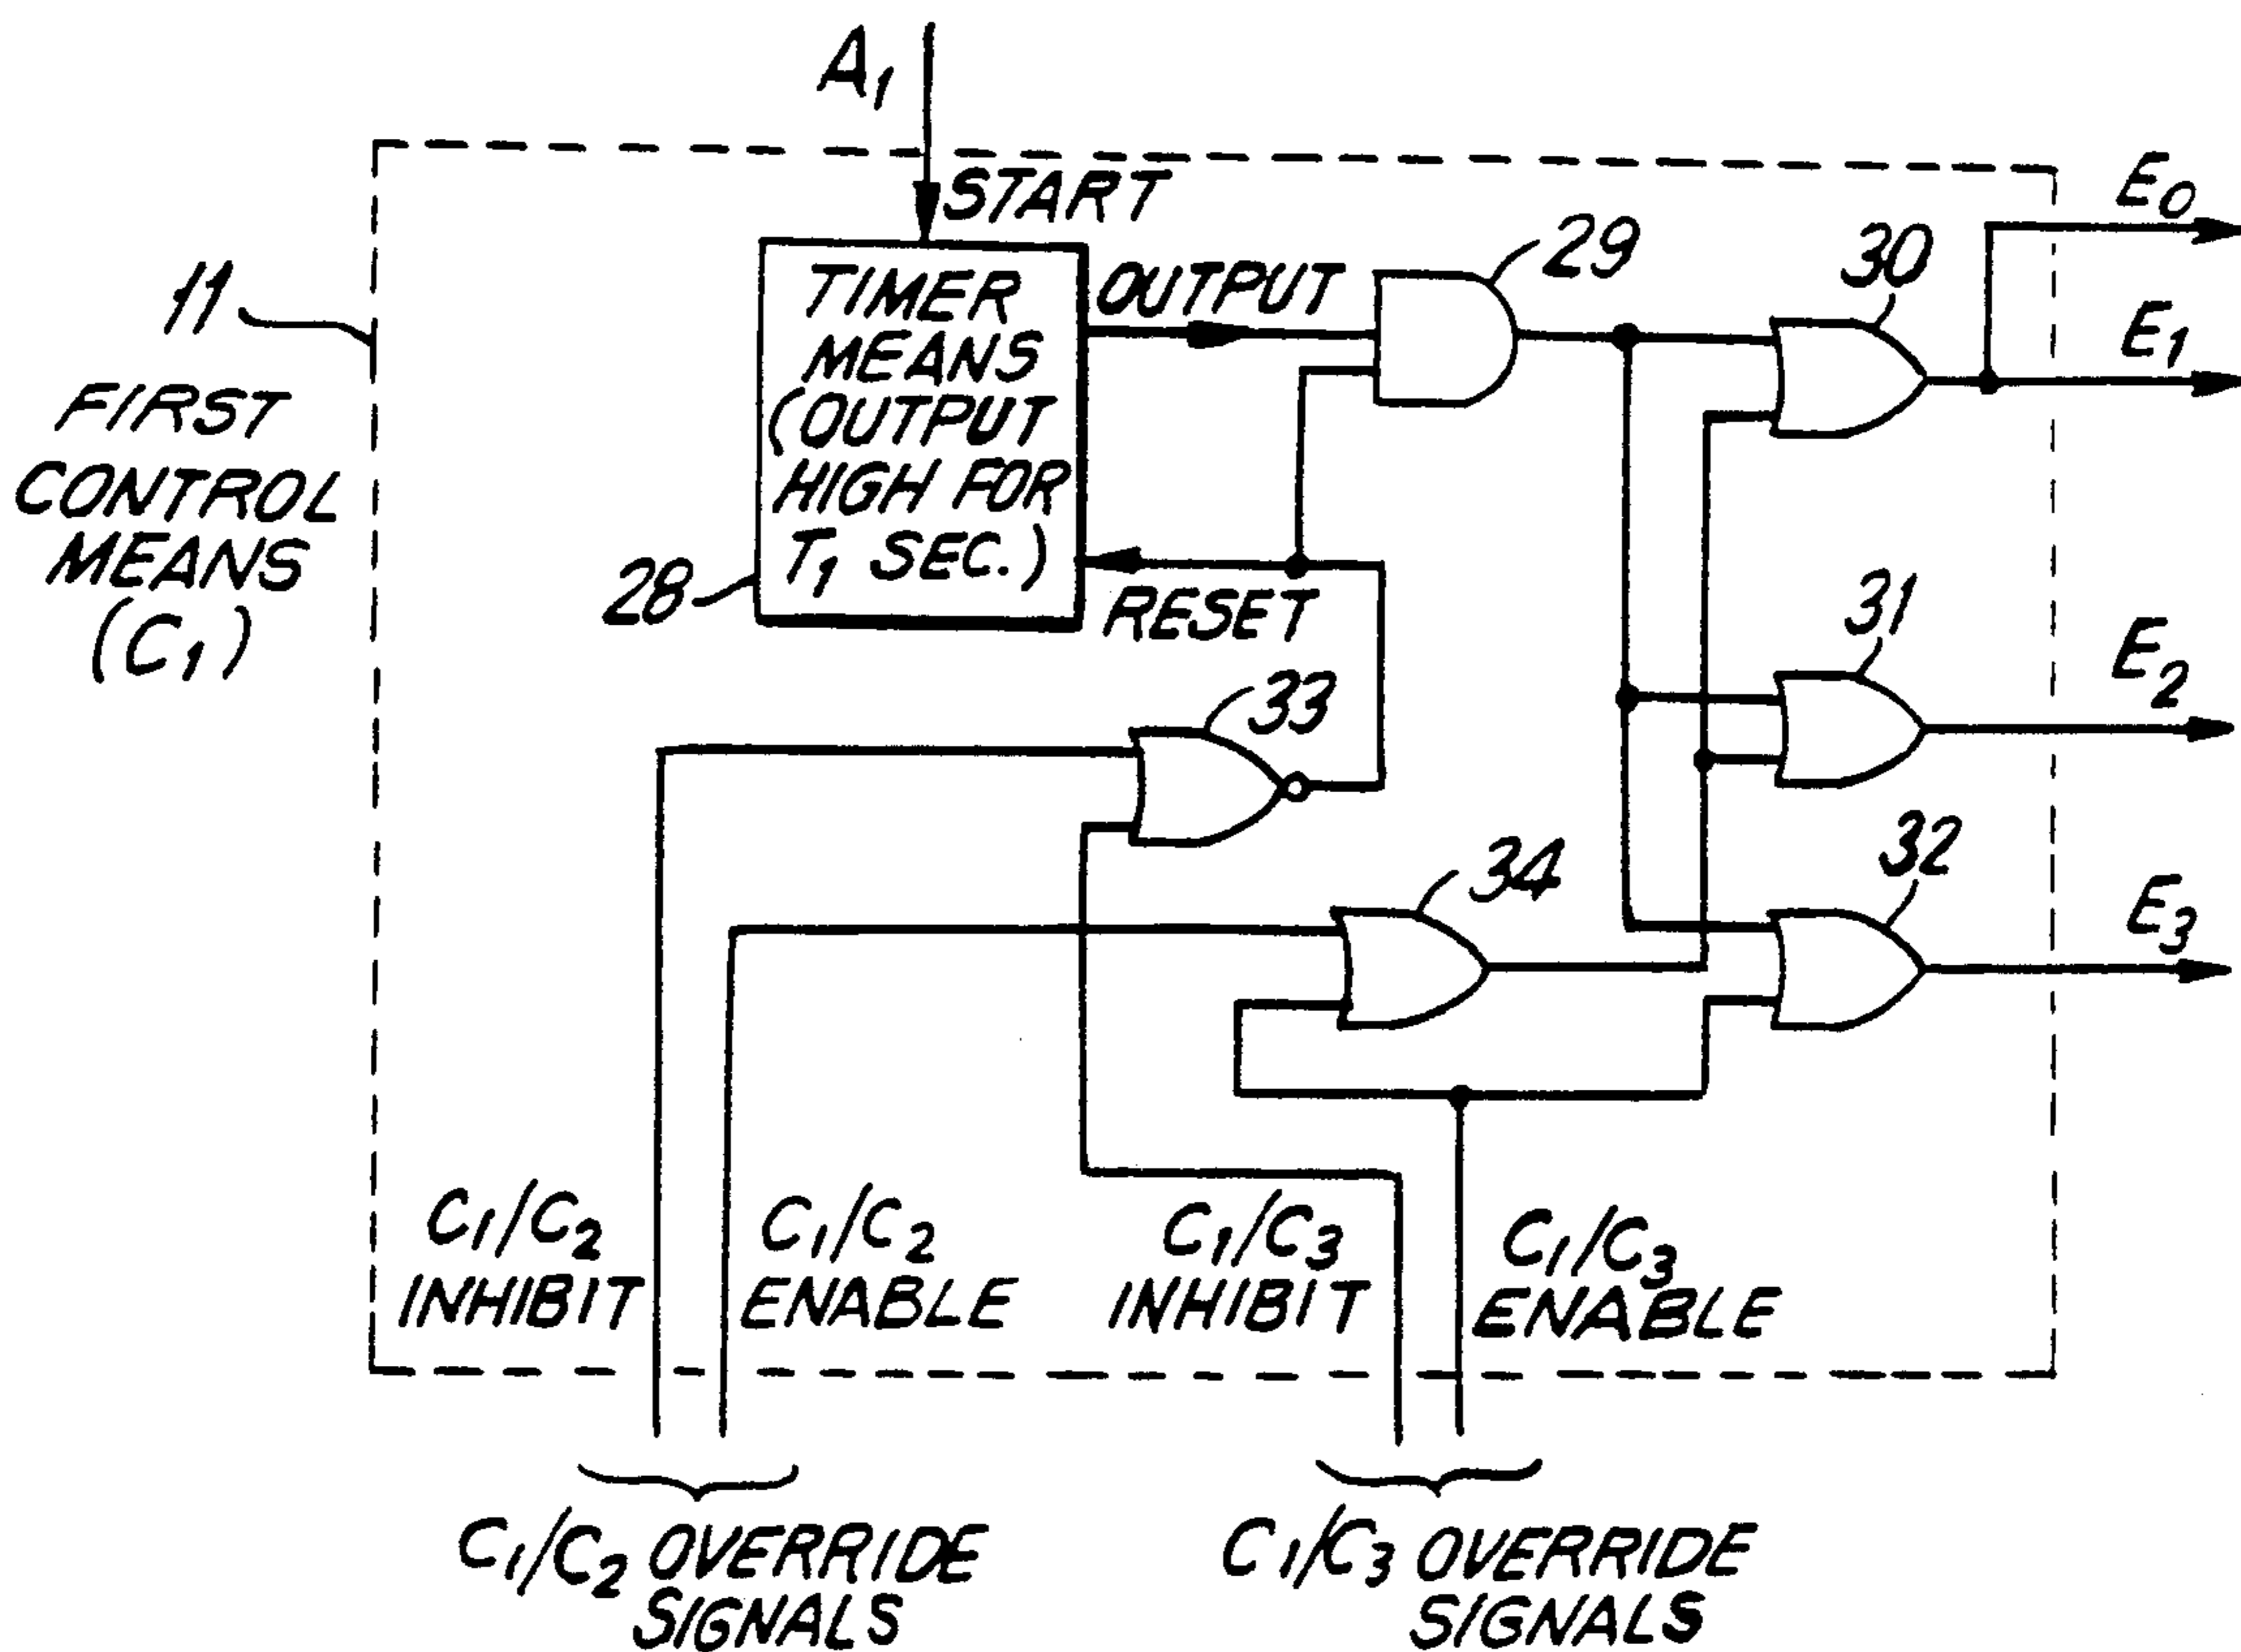 A1
START
E0
29
30
11
TIMER
MEANS
(OUTPUT
HIGH FOR
T1 SEC.)
OUTPUT
E1
FIRST
CONTROL
MEANS
(C1)
28
RESET
31
E2
33
34
32
E3
C1/C2
INHIBIT
C1/C2
ENABLE
C1/C3
INHIBIT
C1/C3
ENABLE
C1/C2 OVERRIDE
SIGNALS
C1/C3 OVERRIDE
SIGNALS